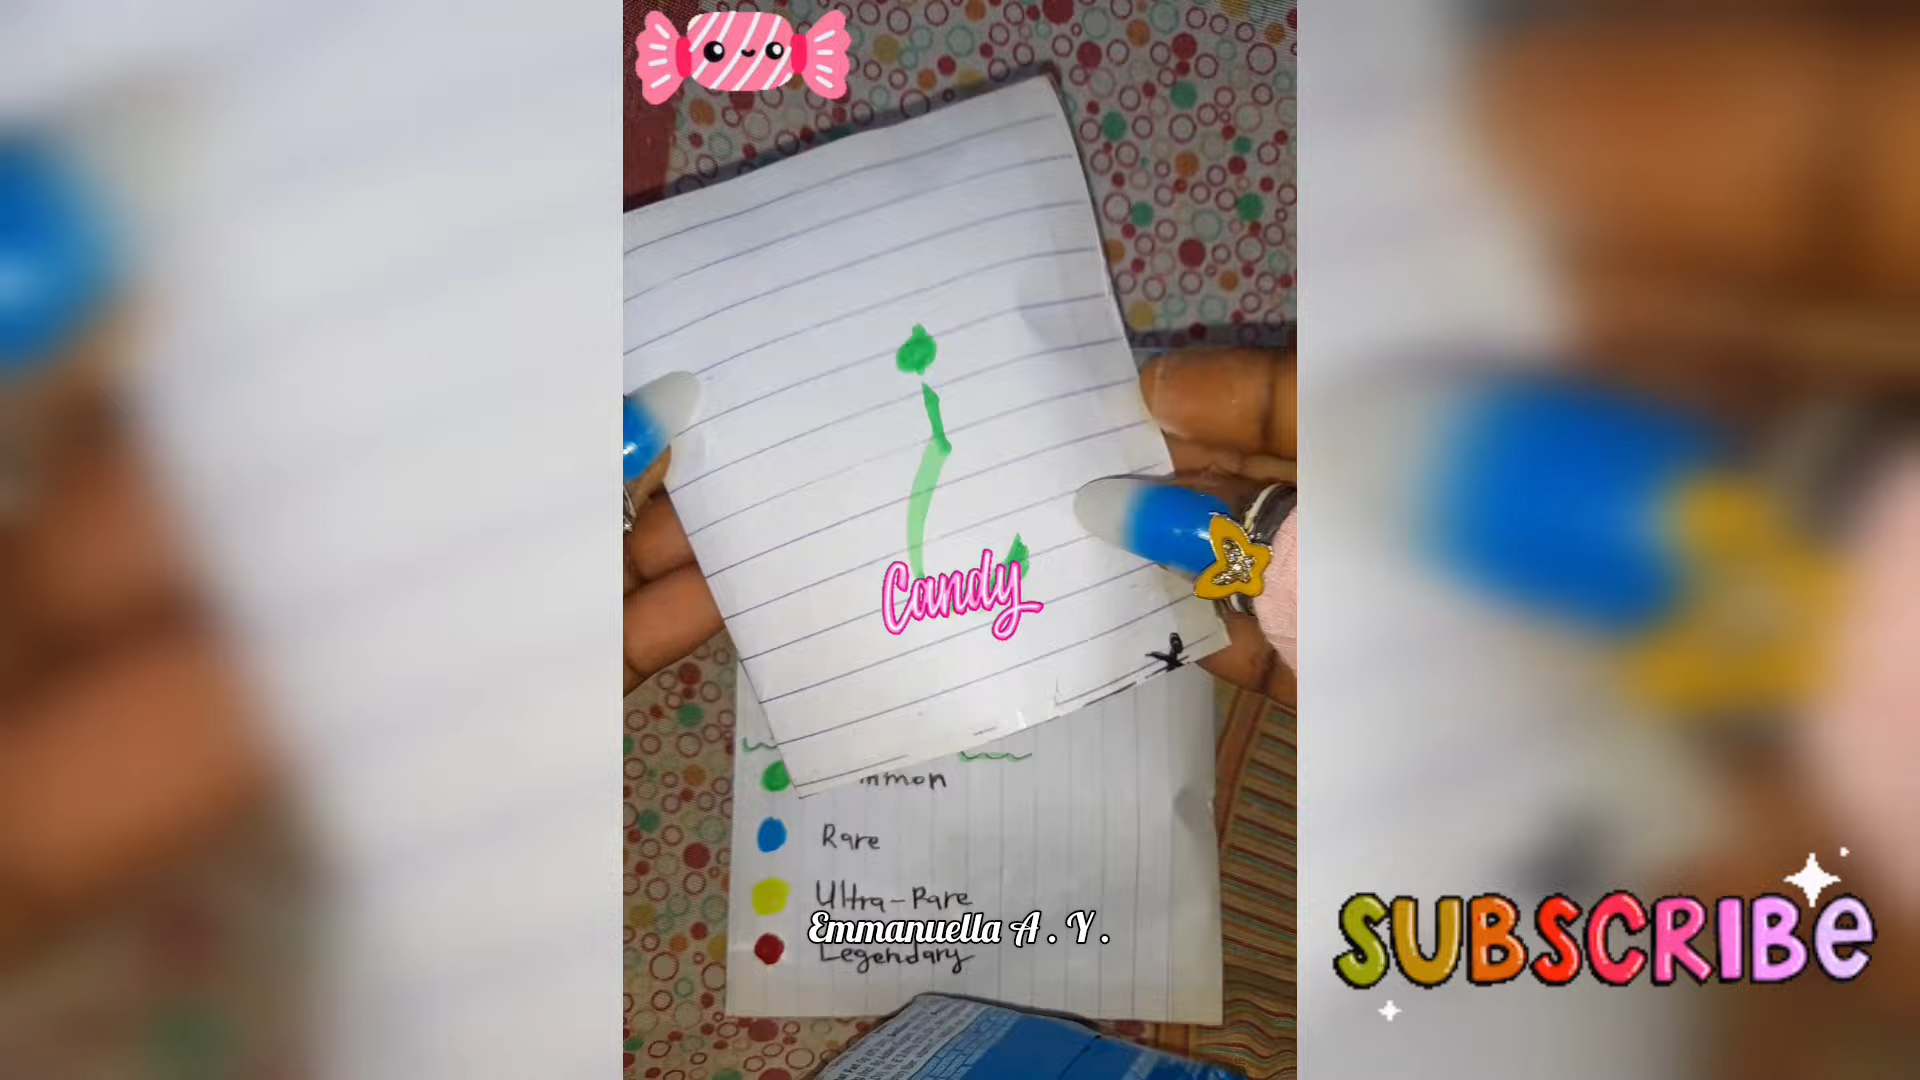 Candy
mmon
Rare
Ultra-Rare
Emmanuella A . Y .
Legendary
SUBSCRIBE